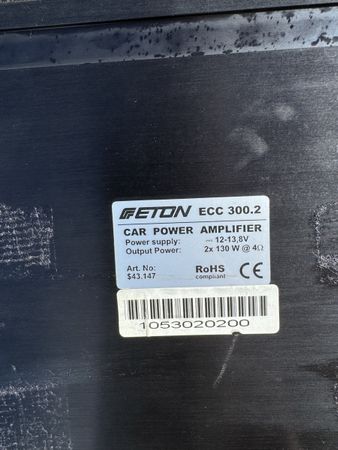 ETON ECC 300.2
CAR POWER AMPLIFIER
Power supply: ⎓ 12-13,8V
Output Power: 2x 130 W @ 4Ω
Art. No: RoHS CE
$43.147 compliant
1053020200